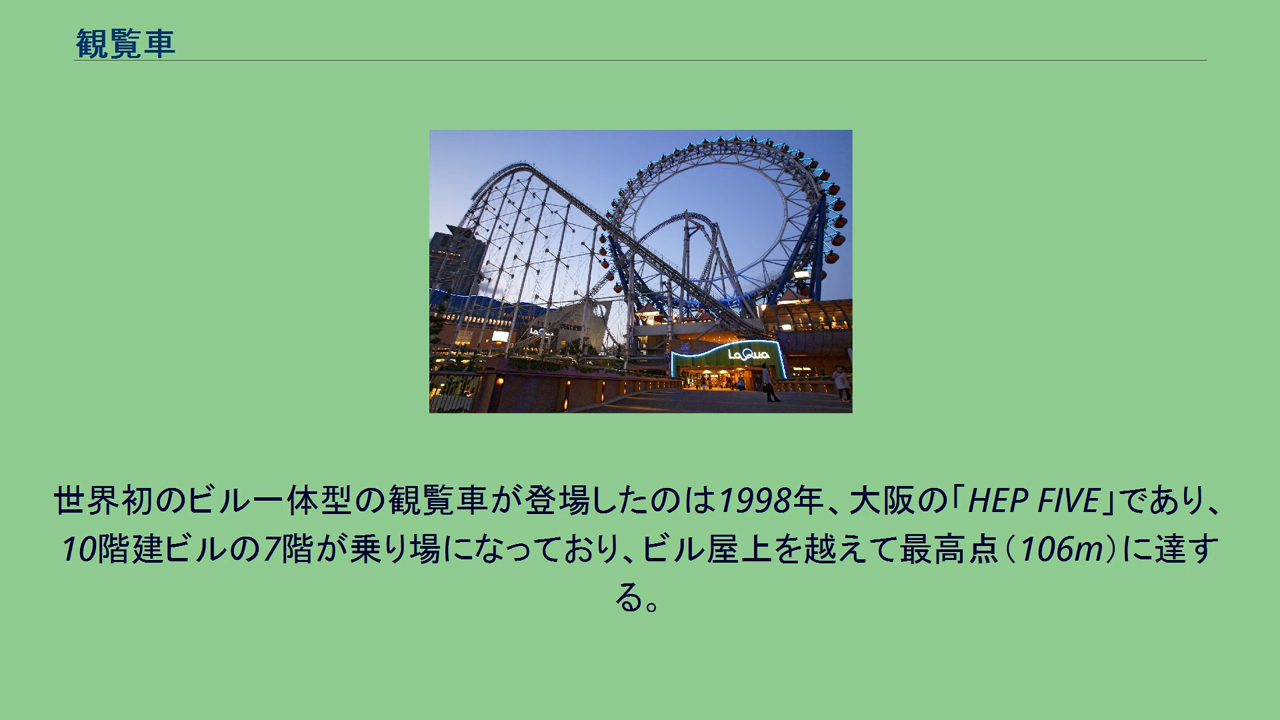 観覧車
LaQua
LaQua
世界初のビル一体型の観覧車が登場したのは1998年、大阪の「HEP FIVE」であり、
10階建ビルの7階が乗り場になっており、ビル屋上を越えて最高点（106m）に達す
る。